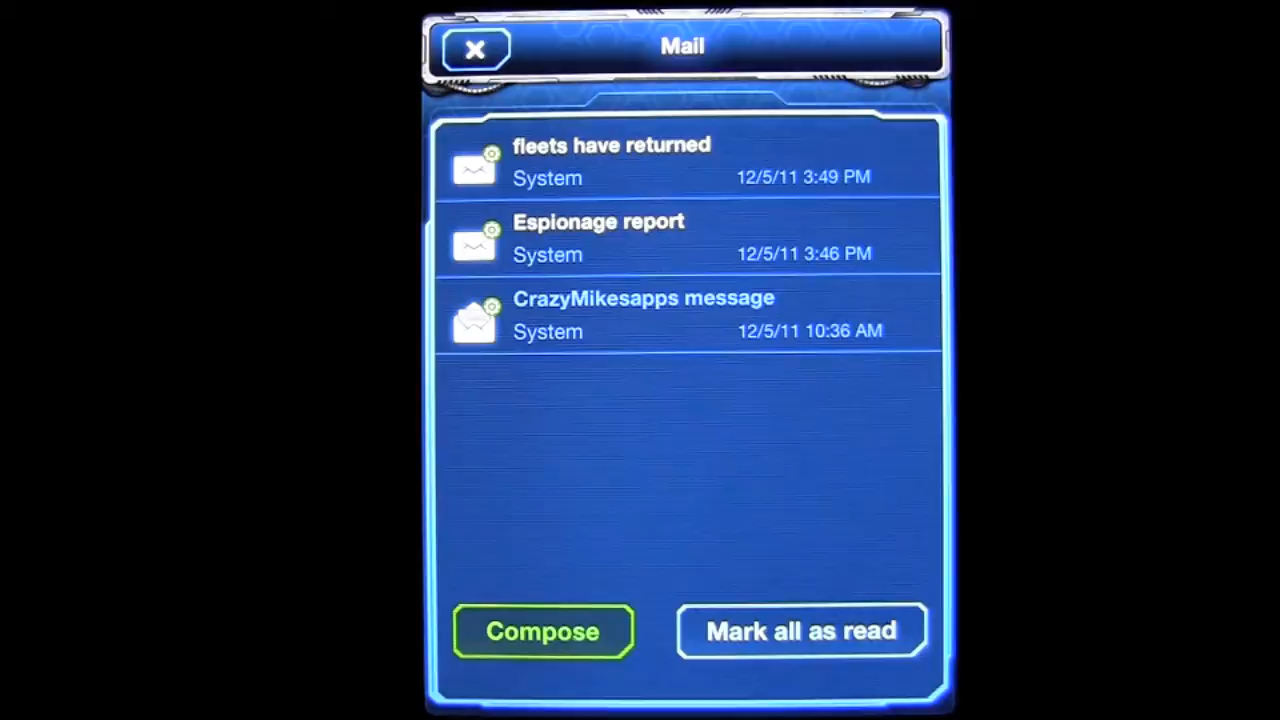 Mail
fleets have returned
System 12/5/11 3:49 PM
Espionage report
System 12/5/11 3:46 PM
CrazyMikesapps message
System 12/5/11 10:36 AM
Compose Mark all as read